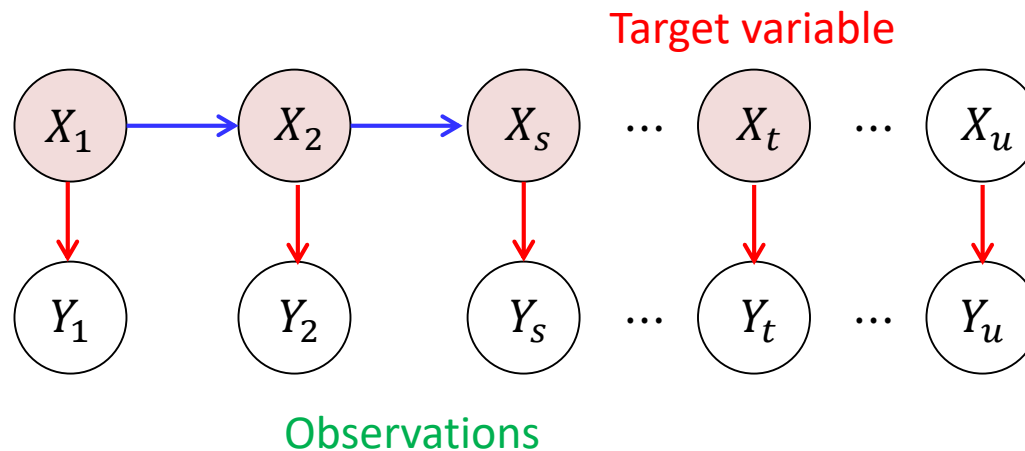 Target variable
X₁ X₂ Xₛ ⋯ Xₜ ⋯ Xᵤ
Y₁ Y₂ Yₛ ⋯ Yₜ ⋯ Yᵤ
Observations